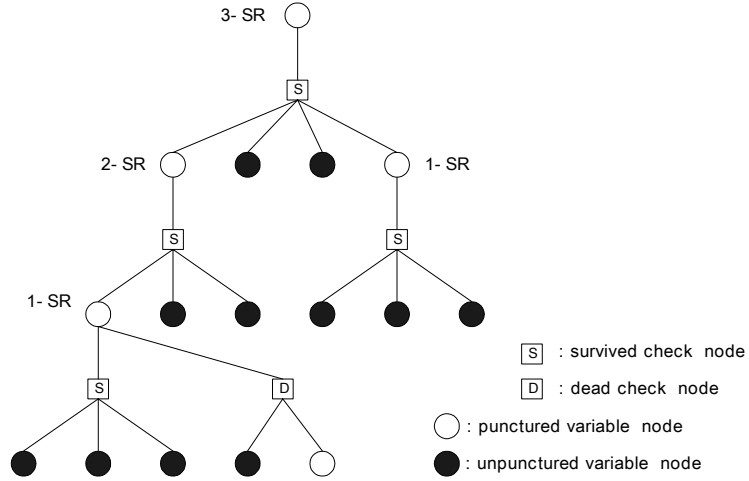 3- SR
S
2- SR
1- SR
S
S
1- SR
S
D
S : survived check node
D : dead check node
: punctured variable node
: unpunctured variable node